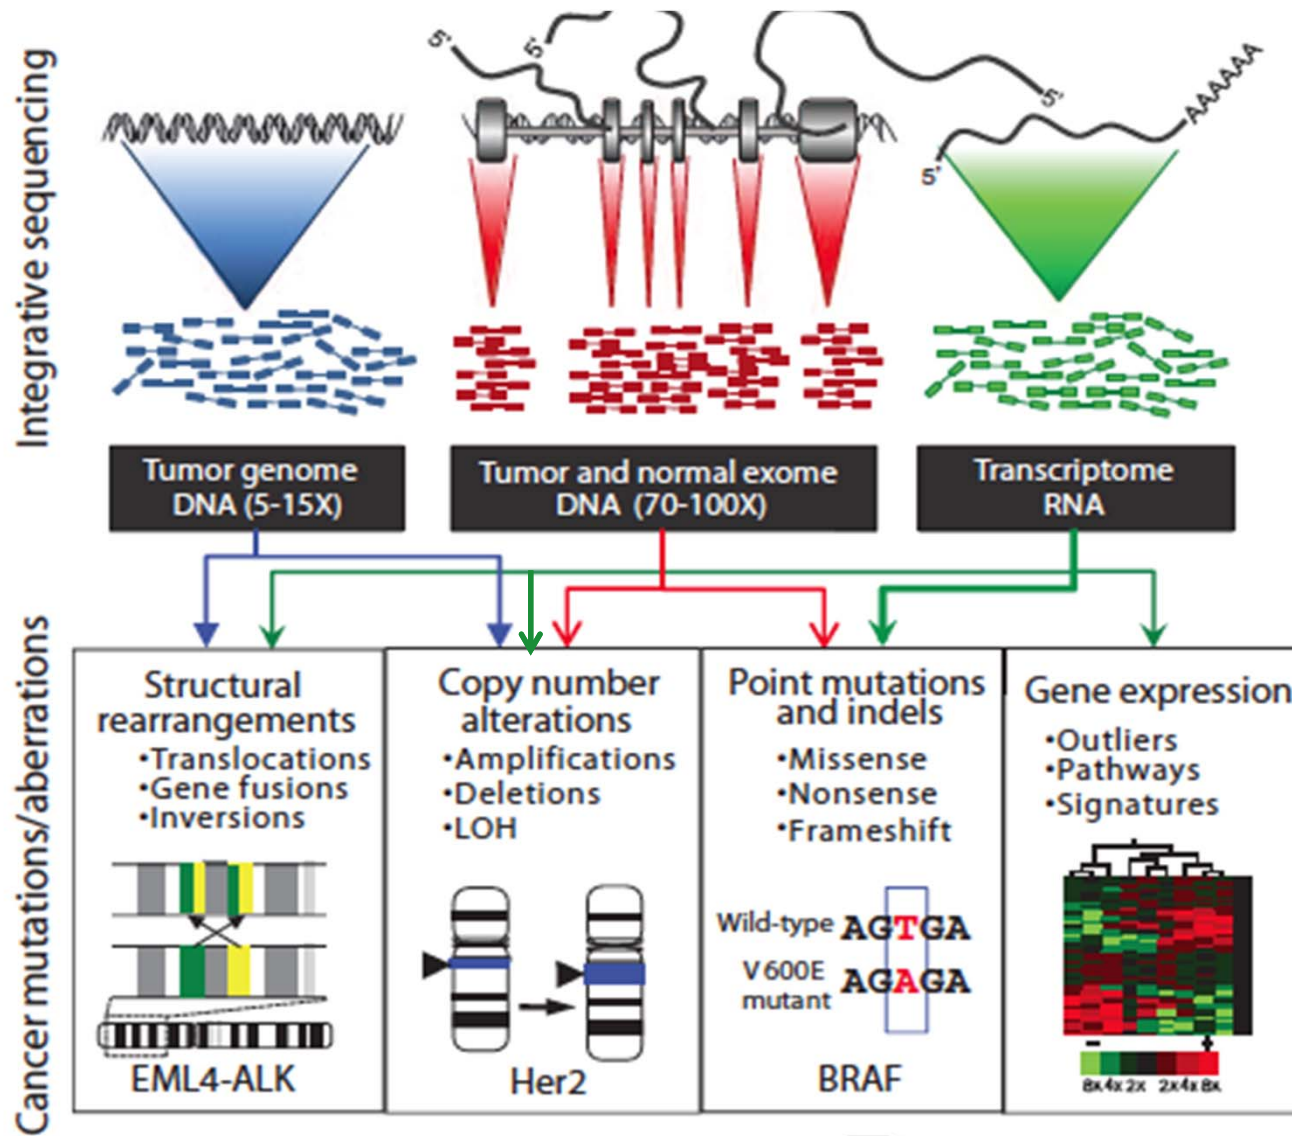 Integrative sequencing
5'
5'
5'
5'
AAAAAA
Tumor genome
DNA (5-15X)
Tumor and normal exome
DNA (70-100X)
Transcriptome
RNA
Cancer mutations/aberrations
Structural
rearrangements
•Translocations
•Gene fusions
•Inversions
EML4-ALK
Copy number
alterations
•Amplifications
•Deletions
•LOH
Her2
Point mutations
and indels
•Missense
•Nonsense
•Frameshift
Wild-type AGTGA
V600E
mutant AGAGA
BRAF
Gene expression
•Outliers
•Pathways
•Signatures
− +
8x 4x 2x 2x 4x 8x